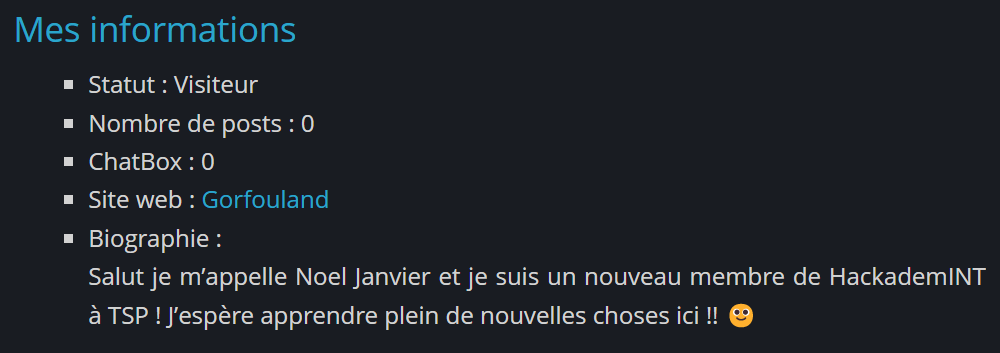 Mes informations
Statut : Visiteur
Nombre de posts : 0
ChatBox : 0
Site web : Gorfouland
Biographie :
Salut je m’appelle Noel Janvier et je suis un nouveau membre de HackademINT
à TSP ! J’espère apprendre plein de nouvelles choses ici !! 🙂